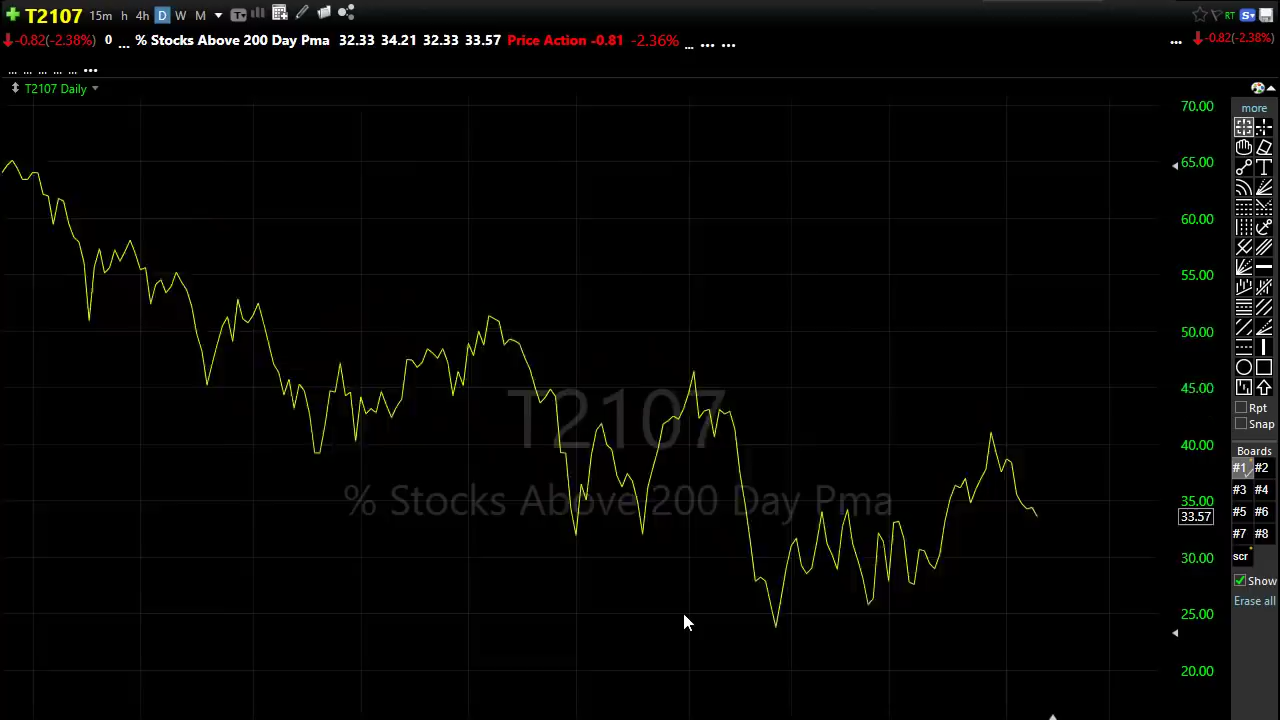 T2107 15m h 4h D W M T RT S
-0.82(-2.38%) 0 ... % Stocks Above 200 Day Pma 32.33 34.21 32.33 33.57 Price Action -0.81 -2.36% ... ... ... ... -0.82(-2.38%)
... ... ... ... ... ...
T2107 Daily
70.00
65.00
60.00
55.00
50.00
45.00
40.00
35.00
33.57
30.00
25.00
20.00
T2107
% Stocks Above 200 Day Pma
more
T
Rpt
Snap
Boards
#1 #2
#3 #4
#5 #6
#7 #8
scr
Show
Erase all